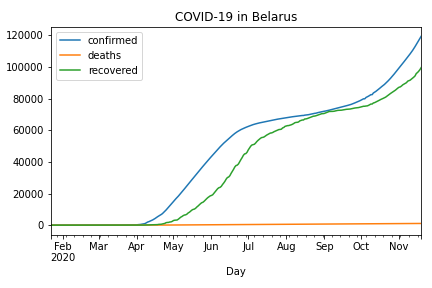 COVID-19 in Belarus
confirmed
deaths
recovered
120000
100000
80000
60000
40000
20000
0
Feb Mar Apr May Jun Jul Aug Sep Oct Nov
2020
Day